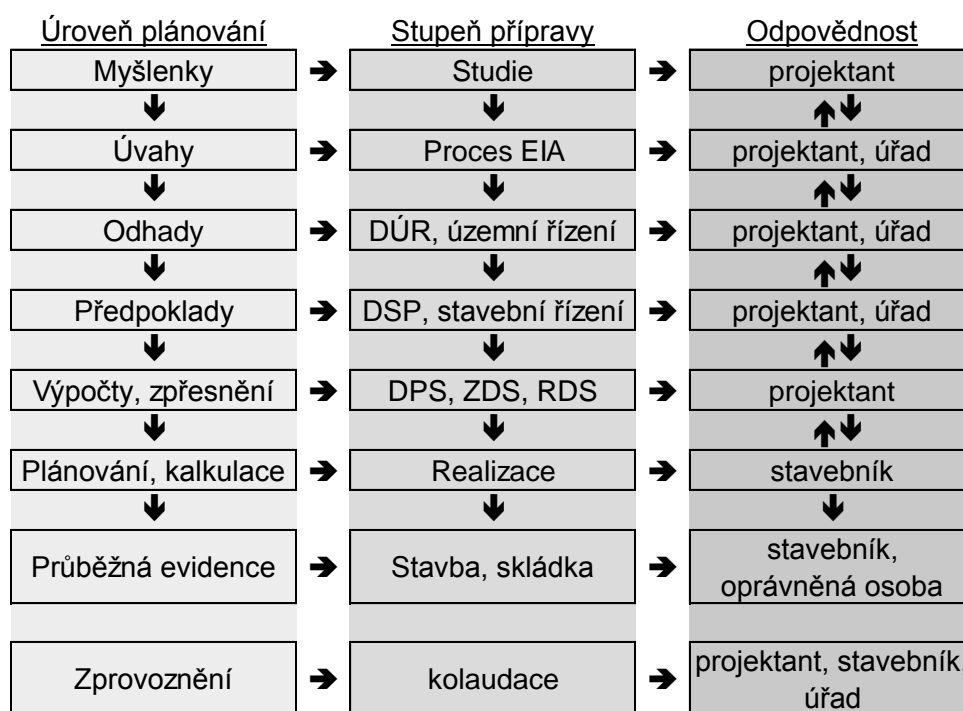 Úroveň plánování Stupeň přípravy Odpovědnost
Myšlenky Studie projektant
Úvahy Proces EIA projektant, úřad
Odhady DÚR, územní řízení projektant, úřad
Předpoklady DSP, stavební řízení projektant, úřad
Výpočty, zpřesnění DPS, ZDS, RDS projektant
Plánování, kalkulace Realizace stavebník
Průběžná evidence Stavba, skládka stavebník,
oprávněná osoba
Zprovoznění kolaudace projektant, stavebník,
úřad